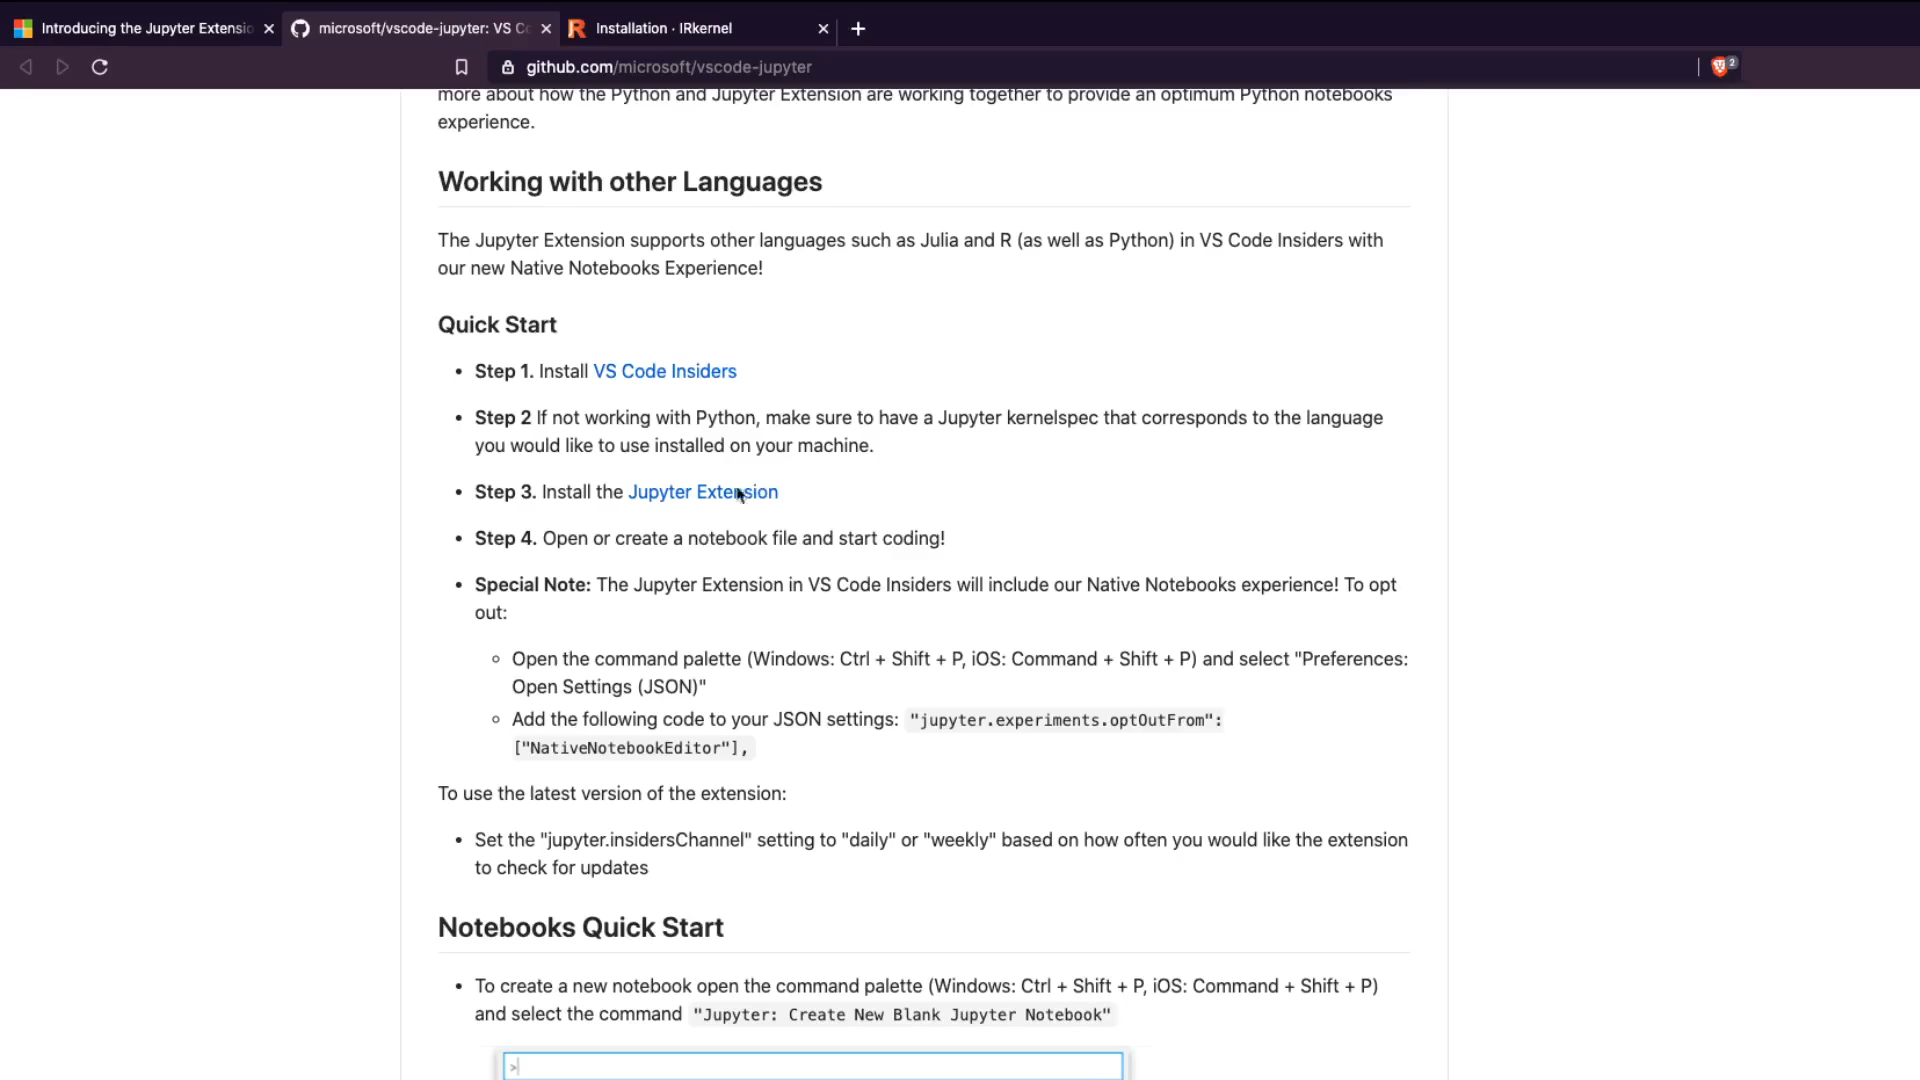 Introducing the Jupyter Extensio
microsoft/vscode-jupyter: VS Co
Installation · IRkernel
github.com/microsoft/vscode-jupyter
2
more about how the Python and Jupyter Extension are working together to provide an optimum Python notebooks
experience.
Working with other Languages
The Jupyter Extension supports other languages such as Julia and R (as well as Python) in VS Code Insiders with
our new Native Notebooks Experience!
Quick Start
• Step 1. Install VS Code Insiders
• Step 2 If not working with Python, make sure to have a Jupyter kernelspec that corresponds to the language
you would like to use installed on your machine.
• Step 3. Install the Jupyter Extension
• Step 4. Open or create a notebook file and start coding!
• Special Note: The Jupyter Extension in VS Code Insiders will include our Native Notebooks experience! To opt
out:
◦ Open the command palette (Windows: Ctrl + Shift + P, iOS: Command + Shift + P) and select "Preferences:
Open Settings (JSON)"
◦ Add the following code to your JSON settings: "jupyter.experiments.optOutFrom":
["NativeNotebookEditor"],
To use the latest version of the extension:
• Set the "jupyter.insidersChannel" setting to "daily" or "weekly" based on how often you would like the extension
to check for updates
Notebooks Quick Start
• To create a new notebook open the command palette (Windows: Ctrl + Shift + P, iOS: Command + Shift + P)
and select the command "Jupyter: Create New Blank Jupyter Notebook"
>